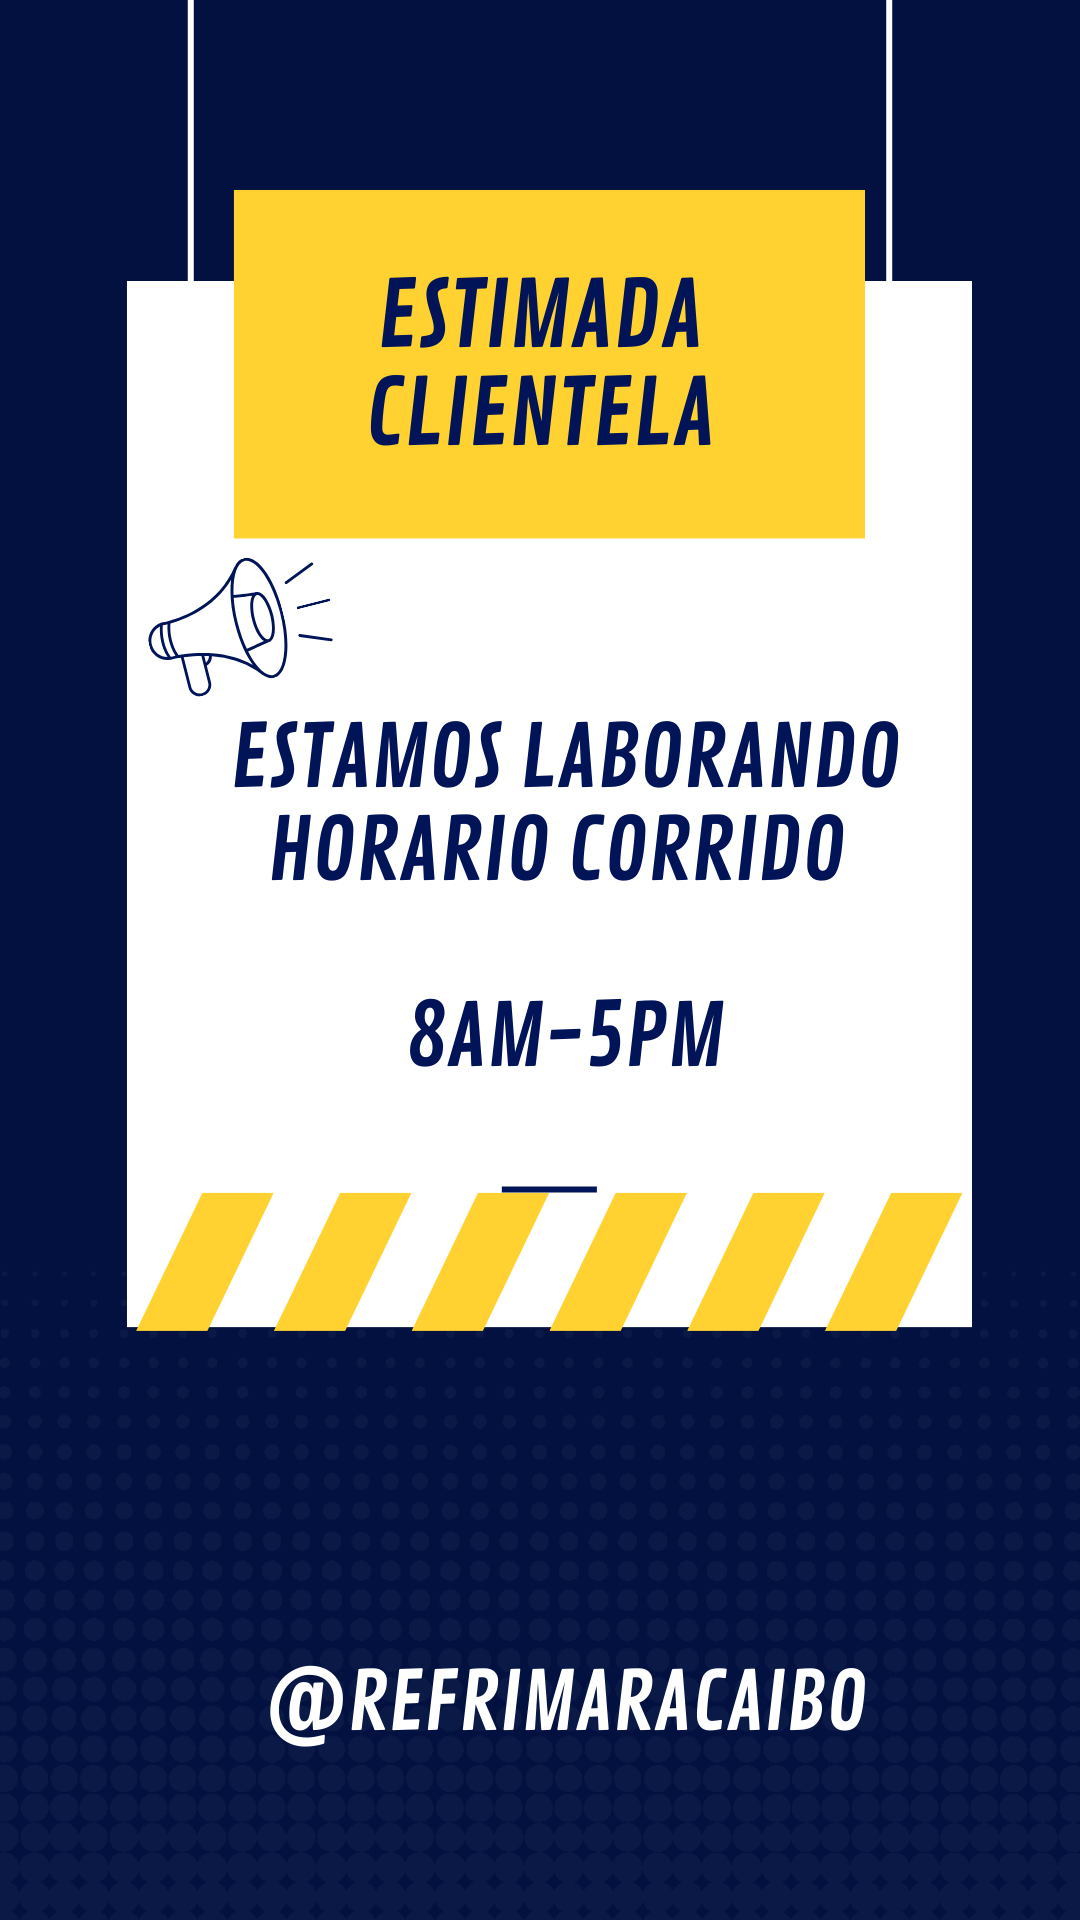 ESTIMADA
CLIENTELA
ESTAMOS LABORANDO
HORARIO CORRIDO
8AM-5PM
@REFRIMARACAIBO